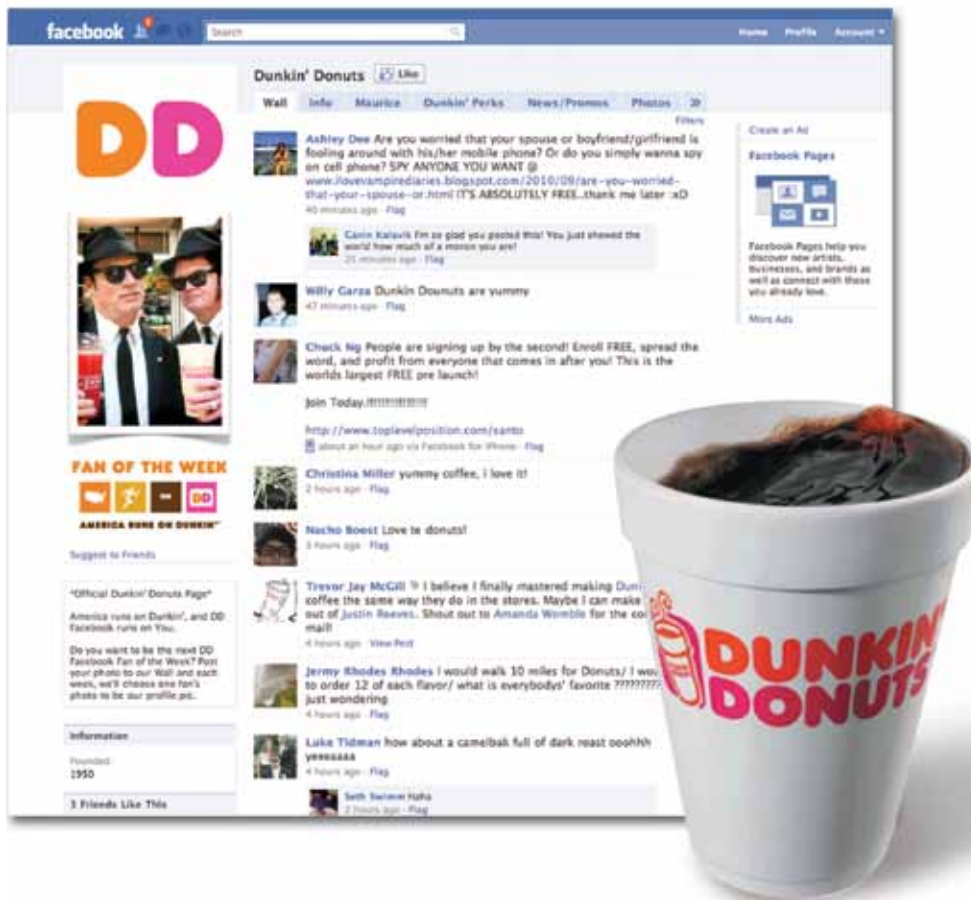 facebook
Search
Home Profile Account
Dunkin' Donuts Like
Wall Info Maurice Dunkin' Perks News/Promos Photos »
Filters
DD
FAN OF THE WEEK
DD
AMERICA RUNS ON DUNKIN'™
Suggest to Friends
*Official Dunkin' Donuts Page*
America runs on Dunkin', and DD
Facebook runs on You.
Do you want to be the next DD
Facebook Fan of the Week? Post
your photo to our Wall and each
week, we'll choose one fan's
photo to be our profile pic.
Information
Founded:
1950
3 Friends Like This
Ashley Dee Are you worried that your spouse or boyfriend/girlfriend is
fooling around with his/her mobile phone? Or do you simply wanna spy
on cell phone? SPY ANYONE YOU WANT @
www.ilovevampirediaries.blogspot.com/2010/09/are-you-worried-
that-your-spouse-or.html IT'S ABSOLUTELY FREE..thank me later :xD
40 minutes ago · Flag
Carin Kalavik I'm so glad you posted this! You just showed the
world how much of a moron you are!
25 minutes ago · Flag
Willy Garza Dunkin Dounuts are yummy
47 minutes ago · Flag
Chuck Ng People are signing up by the second! Enroll FREE, spread the
word, and profit from everyone that comes in after you! This is the
worlds largest FREE pre launch!
Join Today.!!!!!!!!!!!!!!!
http://www.toplevelposition.com/santo
about an hour ago via Facebook for iPhone · Flag
Christina Miller yummy coffee, i love it!
2 hours ago · Flag
Nacho Boost Love te donuts!
3 hours ago · Flag
Trevor Jay McGill I believe I finally mastered making Dun
coffee the same way they do in the stores. Maybe I can make
out of Justin Reeves. Shout out to Amanda Womble for the co
mail!
4 hours ago · View Post
Jermy Rhodes Rhodes I would walk 10 miles for Donuts/ I wou
to order 12 of each flavor/ what is everybodys' favorite ?????????
just wondering
4 hours ago · Flag
Luke Tidman how about a camelbak full of dark roast ooohhh
yeeaaaa
4 hours ago · Flag
Seth Swimm Haha
2 hours ago · Flag
Create an Ad
Facebook Pages
Facebook Pages help you
discover new artists,
businesses, and brands as
well as connect with those
you already love.
More Ads
DUNKIN'
DONUTS